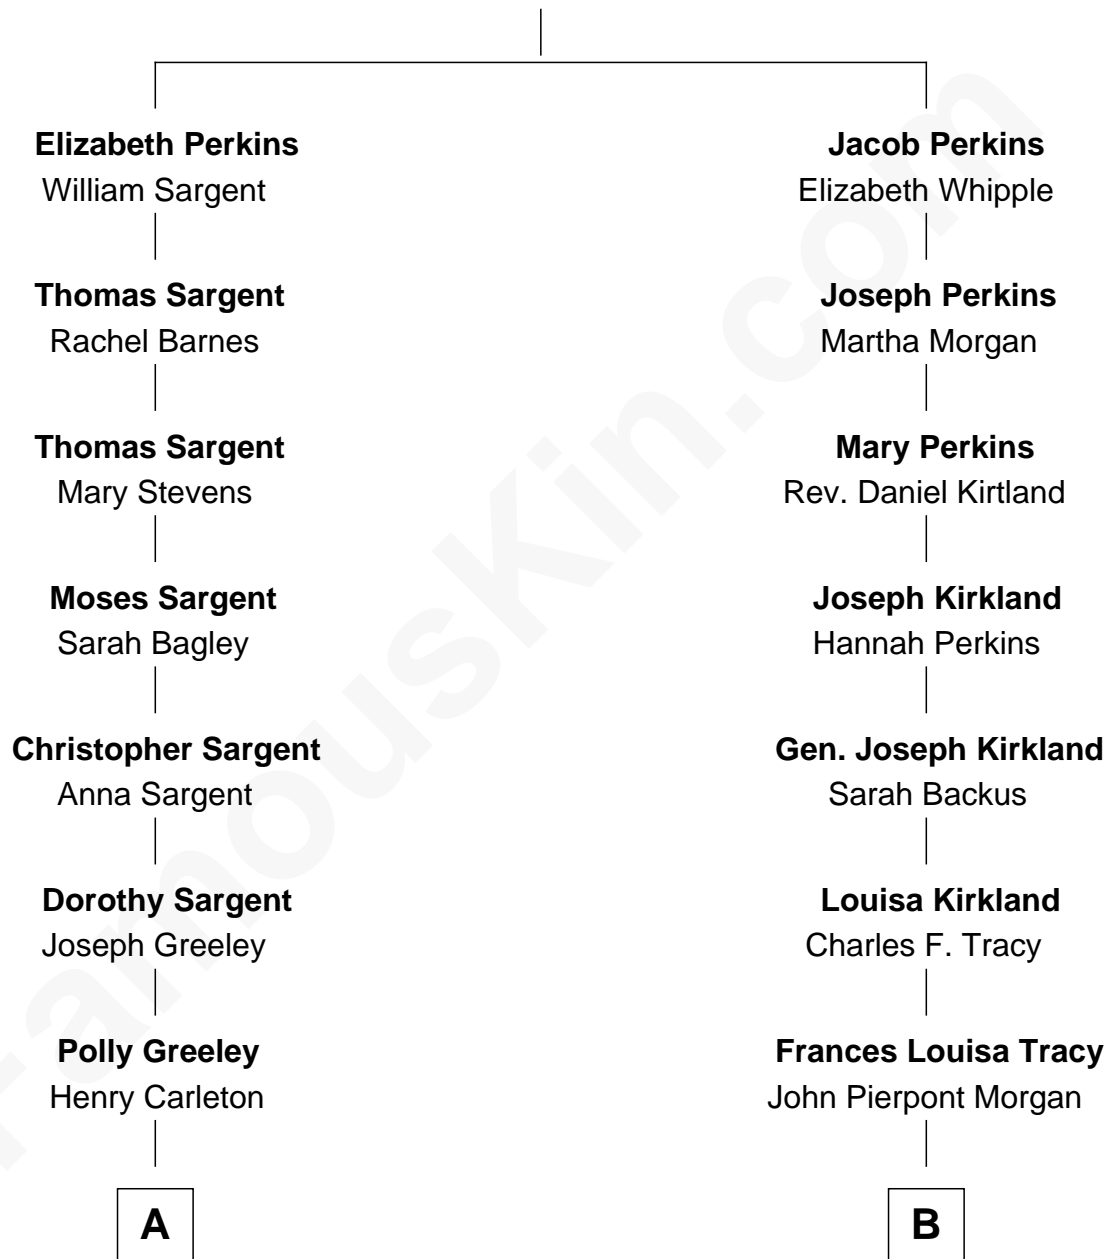 Elizabeth Perkins
William Sargent
Jacob Perkins
Elizabeth Whipple
Thomas Sargent
Rachel Barnes
Joseph Perkins
Martha Morgan
Thomas Sargent
Mary Stevens
Mary Perkins
Rev. Daniel Kirtland
Moses Sargent
Sarah Bagley
Joseph Kirkland
Hannah Perkins
Christopher Sargent
Anna Sargent
Gen. Joseph Kirkland
Sarah Backus
Dorothy Sargent
Joseph Greeley
Louisa Kirkland
Charles F. Tracy
Polly Greeley
Henry Carleton
Frances Louisa Tracy
John Pierpont Morgan
A
B
FamousKin.com